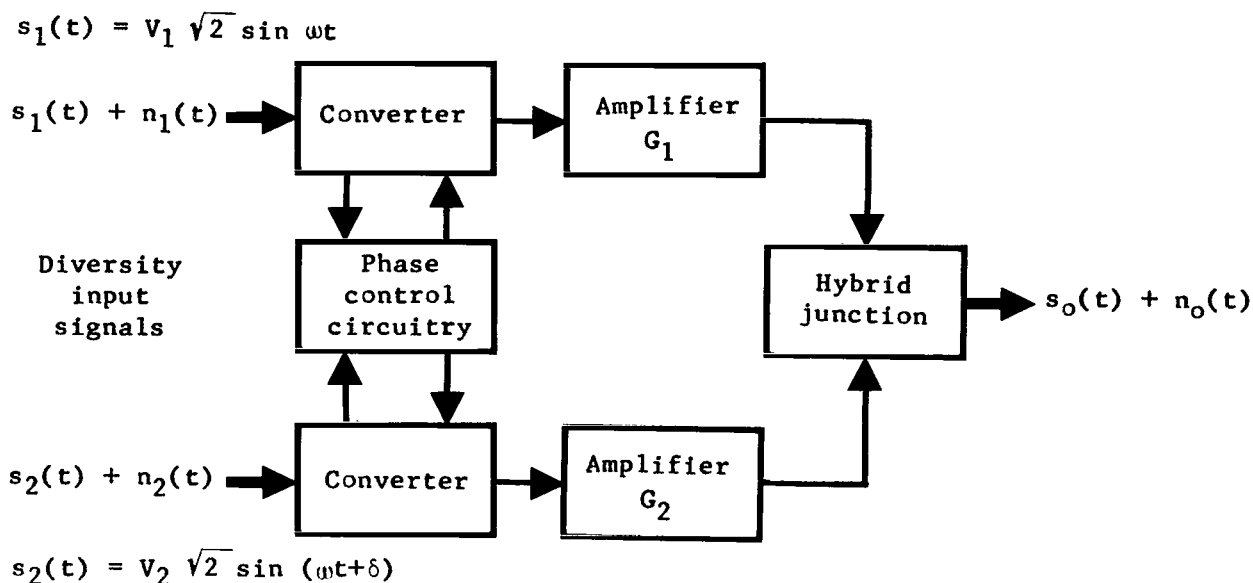 s₁(t) = V₁ √2 sin ωt
s₁(t) + n₁(t)
Converter
Amplifier
G₁
Diversity
input
signals
Phase
control
circuitry
Hybrid
junction
sₒ(t) + nₒ(t)
s₂(t) + n₂(t)
Converter
Amplifier
G₂
s₂(t) = V₂ √2 sin (ωt+δ)